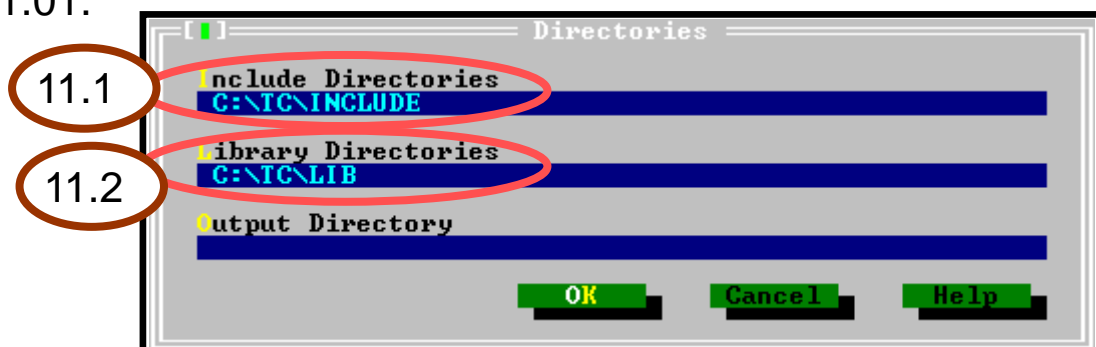 1.01.
[▮] Directories
11.1
Include Directories
C:\TC\INCLUDE
11.2
Library Directories
C:\TC\LIB
Output Directory
OK Cancel Help